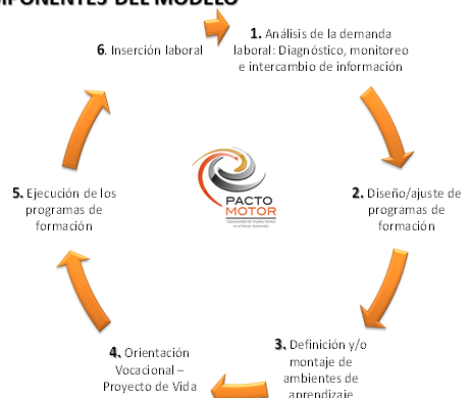 COMPONENTES DEL MODELO
1. Análisis de la demanda
laboral: Diagnóstico, monitoreo
e intercambio de información
2. Diseño/ajuste de
programas de
formación
3. Definición y/o
montaje de
ambientes de
aprendizaje
4. Orientación
Vocacional –
Proyecto de Vida
5. Ejecución de los
programas de
formación
6. Inserción laboral
PACTO
MOTOR